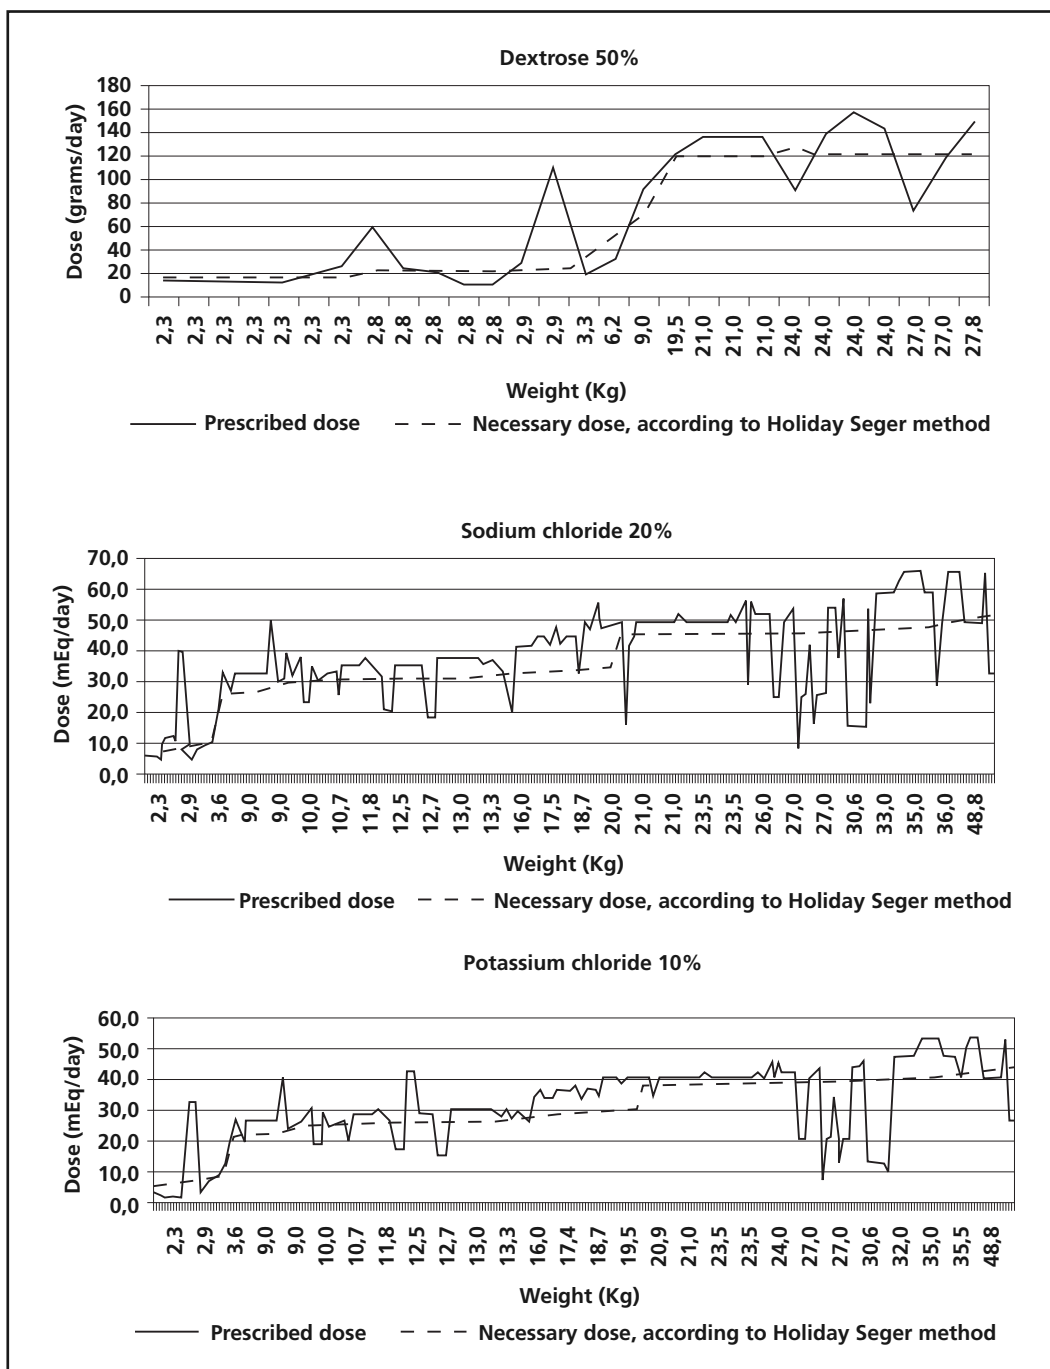 Dextrose 50%
Dose (grams/day)
180
160
140
120
100
80
60
40
20
0
2,3 2,3 2,3 2,3 2,3 2,3 2,3 2,8 2,8 2,8 2,8 2,8 2,9 2,9 3,3 6,2 9,0 19,5 21,0 21,0 21,0 24,0 24,0 24,0 24,0 27,0 27,0 27,8
Weight (Kg)
Prescribed dose Necessary dose, according to Holiday Seger method
Sodium chloride 20%
Dose (mEq/day)
70,0
60,0
50,0
40,0
30,0
20,0
10,0
0,0
2,3 2,9 3,6 9,0 9,0 10,0 10,7 11,8 12,5 12,7 13,0 13,3 16,0 17,5 18,7 20,0 21,0 21,0 23,5 23,5 26,0 27,0 27,0 30,6 33,0 35,0 36,0 48,8
Weight (Kg)
Prescribed dose Necessary dose, according to Holiday Seger method
Potassium chloride 10%
Dose (mEq/day)
60,0
50,0
40,0
30,0
20,0
10,0
0,0
2,3 2,9 3,6 9,0 9,0 10,0 10,7 11,8 12,5 12,7 13,0 13,3 16,0 17,4 18,7 19,5 20,9 21,0 23,5 23,5 26,0 27,0 27,0 30,6 32,0 35,0 35,5 48,8
Weight (Kg)
Prescribed dose Necessary dose, according to Holiday Seger method